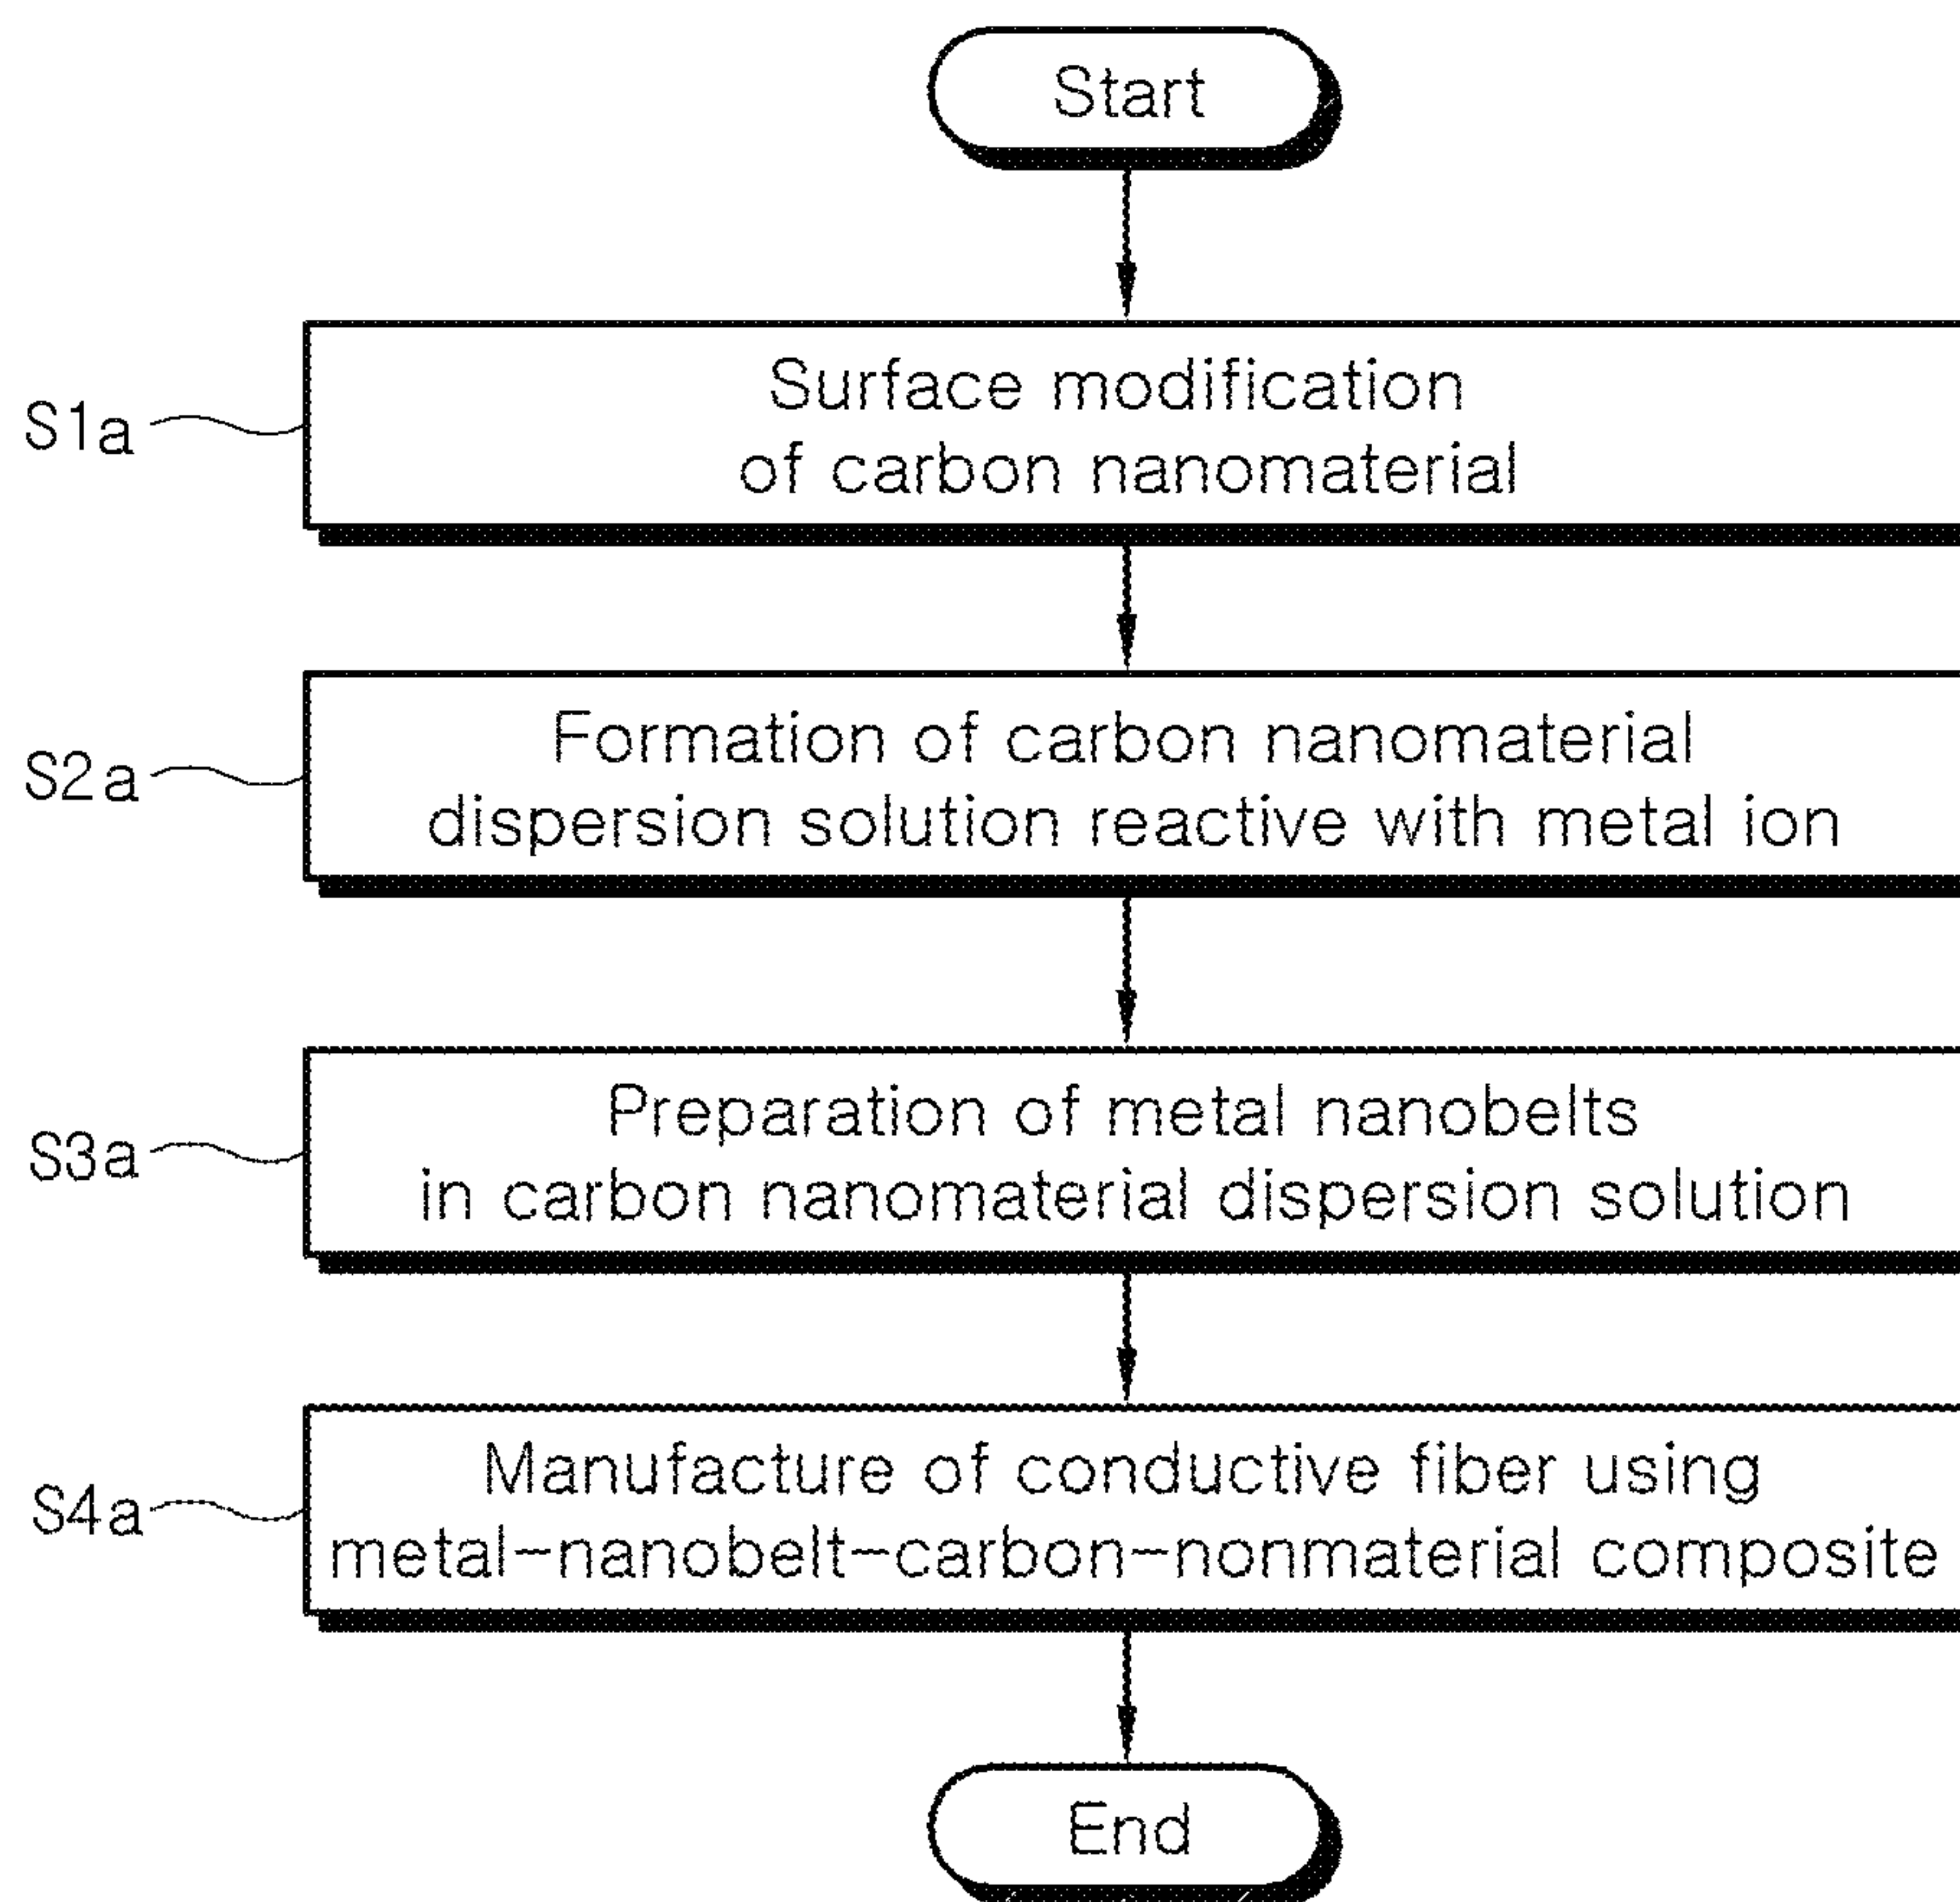 Start
S1a
Surface modification
of carbon nanomaterial
S2a
Formation of carbon nanomaterial
dispersion solution reactive with metal ion
S3a
Preparation of metal nanobelts
in carbon nanomaterial dispersion solution
S4a
Manufacture of conductive fiber using
metal-nanobelt-carbon-nonmaterial composite
End